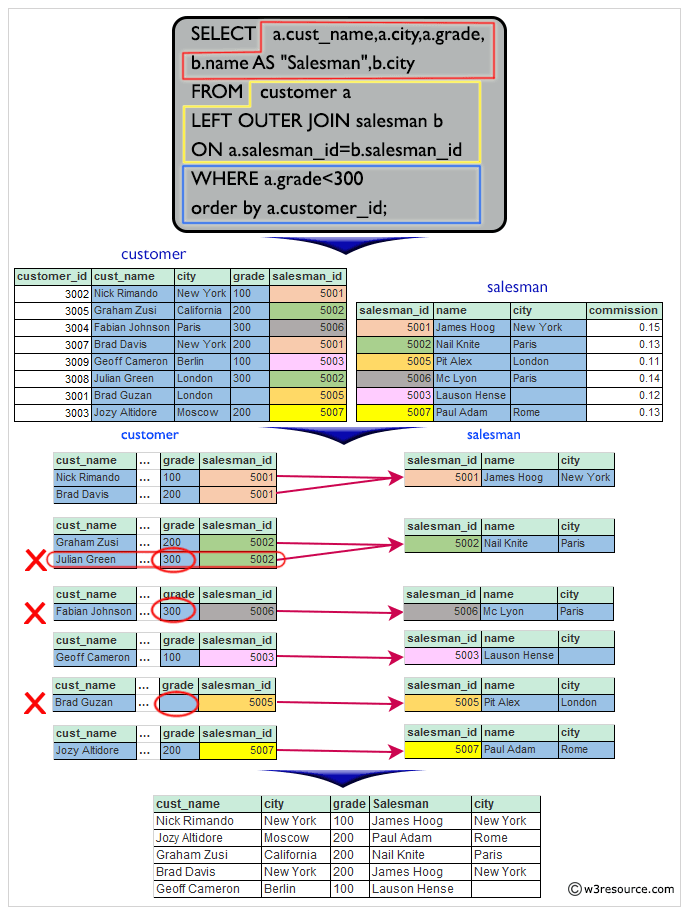 SELECT a.cust_name,a.city,a.grade,
b.name AS "Salesman",b.city
FROM customer a
LEFT OUTER JOIN salesman b
ON a.salesman_id=b.salesman_id
WHERE a.grade<300
order by a.customer_id;
customer
customer_id cust_name city grade salesman_id
3002 Nick Rimando New York 100 5001
3005 Graham Zusi California 200 5002
3004 Fabian Johnson Paris 300 5006
3007 Brad Davis New York 200 5001
3009 Geoff Cameron Berlin 100 5003
3008 Julian Green London 300 5002
3001 Brad Guzan London 5005
3003 Jozy Altidore Moscow 200 5007
salesman
salesman_id name city commission
5001 James Hoog New York 0.15
5002 Nail Knite Paris 0.13
5005 Pit Alex London 0.11
5006 Mc Lyon Paris 0.14
5003 Lauson Hense 0.12
5007 Paul Adam Rome 0.13
customer salesman
cust_name ... grade salesman_id
Nick Rimando ... 100 5001
Brad Davis ... 200 5001
salesman_id name city
5001 James Hoog New York
cust_name ... grade salesman_id
Graham Zusi ... 200 5002
Julian Green ... 300 5002
salesman_id name city
5002 Nail Knite Paris
cust_name ... grade salesman_id
Fabian Johnson ... 300 5006
salesman_id name city
5006 Mc Lyon Paris
cust_name ... grade salesman_id
Geoff Cameron ... 100 5003
salesman_id name city
5003 Lauson Hense
cust_name ... grade salesman_id
Brad Guzan ... 5005
salesman_id name city
5005 Pit Alex London
cust_name ... grade salesman_id
Jozy Altidore ... 200 5007
salesman_id name city
5007 Paul Adam Rome
cust_name city grade Salesman city
Nick Rimando New York 100 James Hoog New York
Jozy Altidore Moscow 200 Paul Adam Rome
Graham Zusi California 200 Nail Knite Paris
Brad Davis New York 200 James Hoog New York
Geoff Cameron Berlin 100 Lauson Hense
© w3resource.com